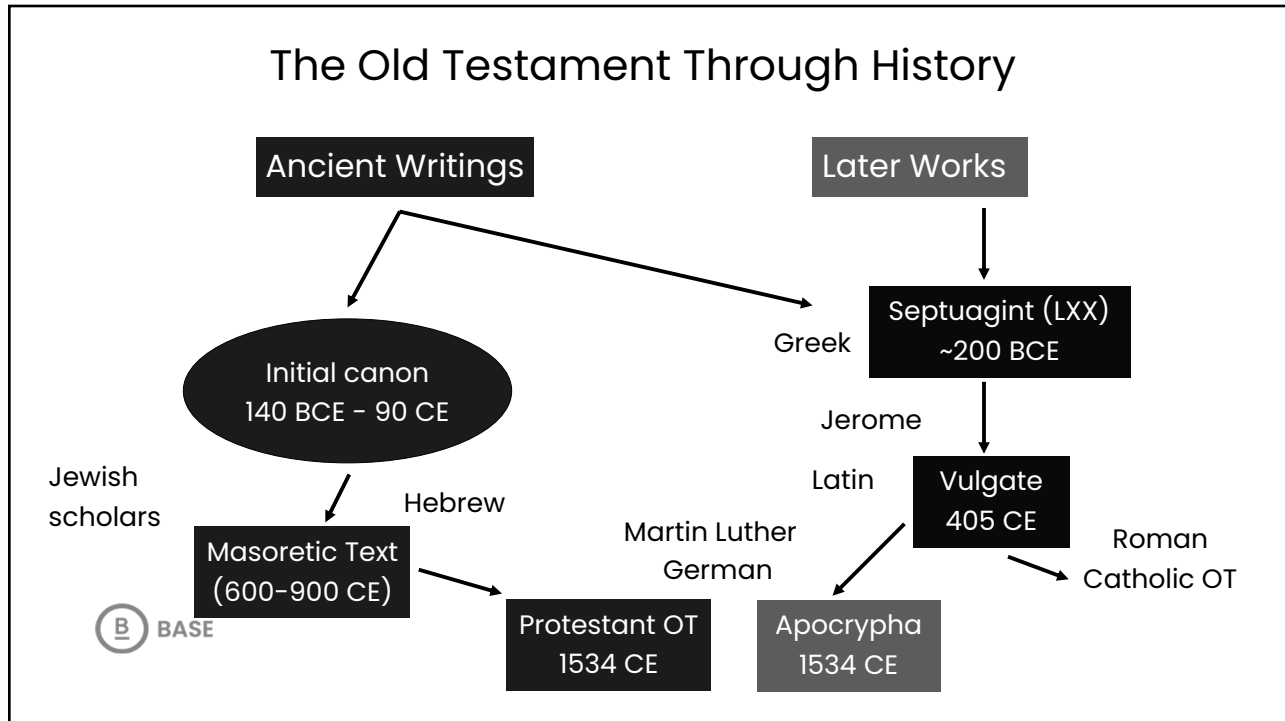 The Old Testament Through History
Ancient Writings
Later Works
Septuagint (LXX)
~200 BCE
Greek
Initial canon
140 BCE - 90 CE
Jerome
Jewish
scholars
Hebrew
Latin
Vulgate
405 CE
Masoretic Text
(600-900 CE)
Martin Luther
German
Roman
Catholic OT
B BASE
Protestant OT
1534 CE
Apocrypha
1534 CE